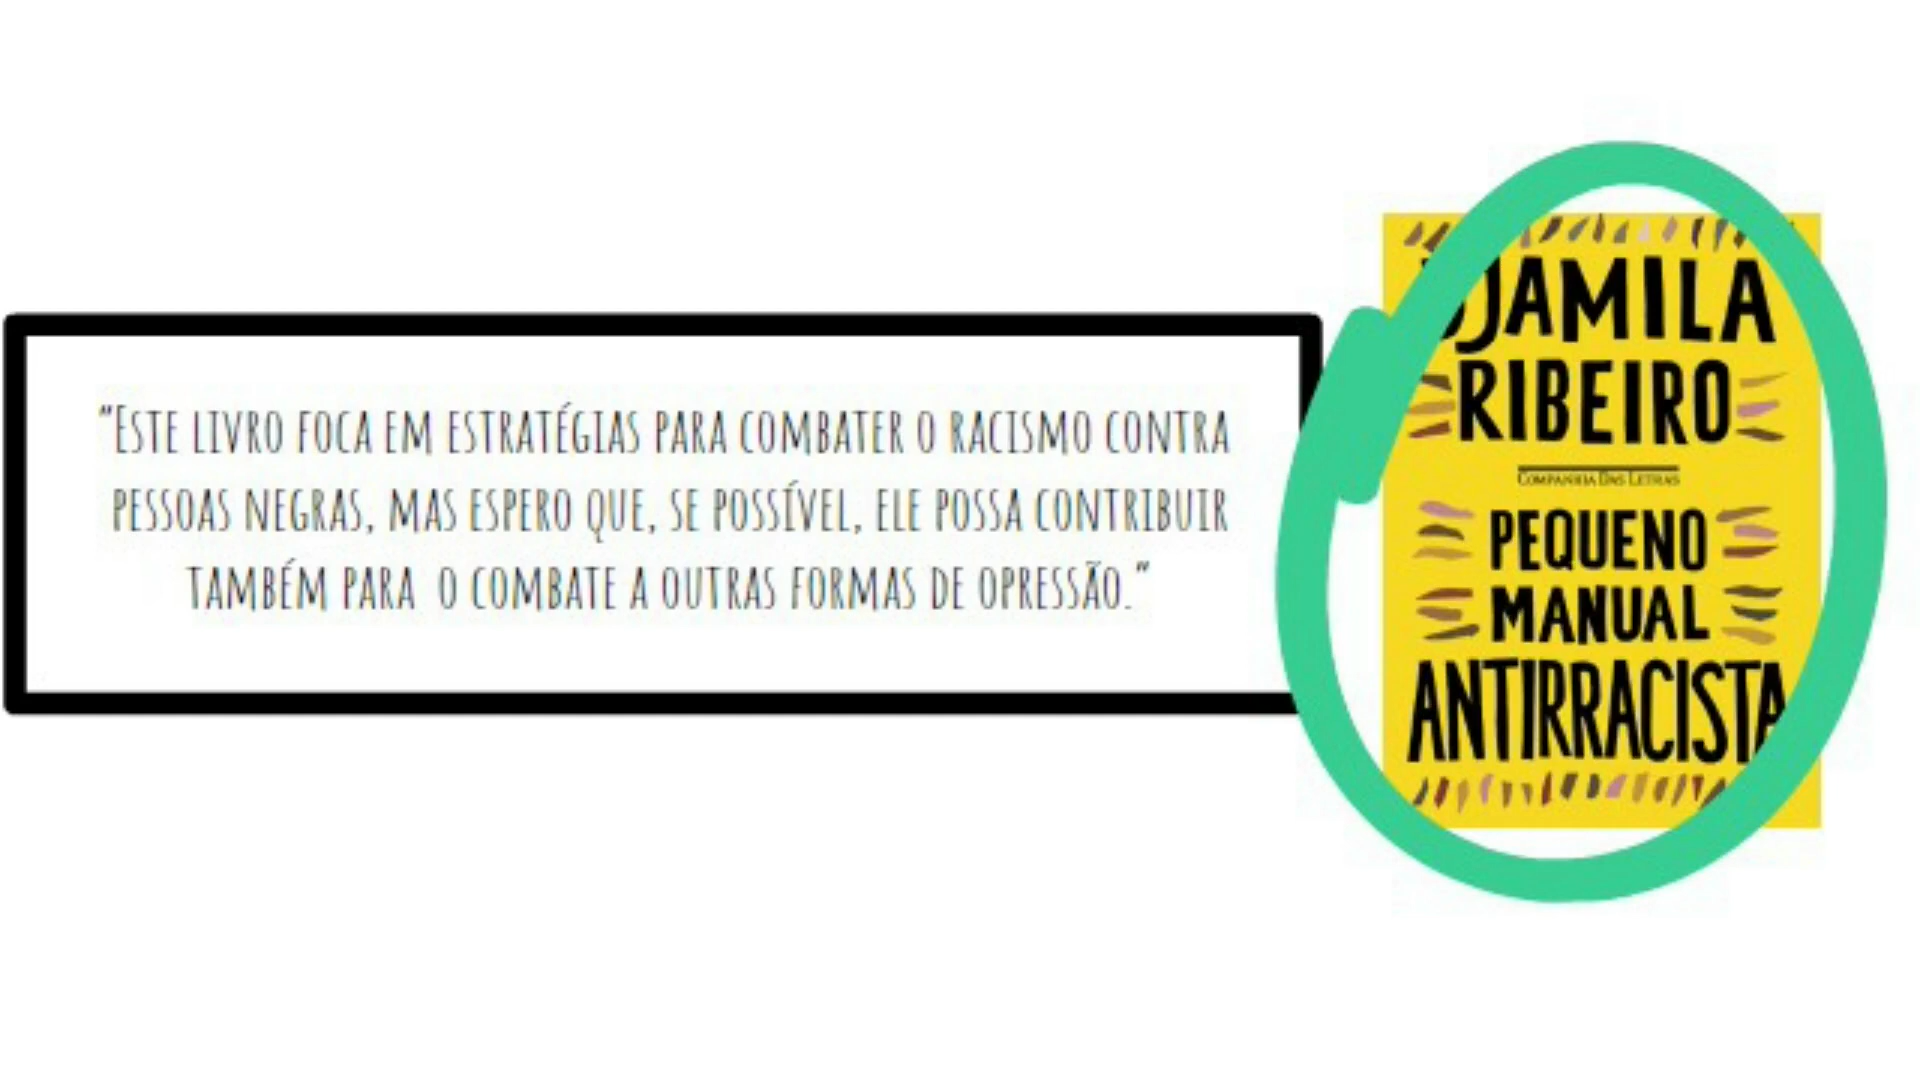 “Este livro foca em estratégias para combater o racismo contra
pessoas negras, mas espero que, se possível, ele possa contribuir
também para o combate a outras formas de opressão.”
DJAMILA
RIBEIRO
COMPANHIA DAS LETRAS
PEQUENO
MANUAL
ANTIRRACISTA